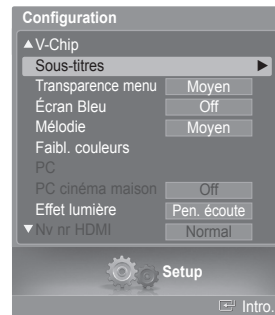 Configuration
▲V-Chip
Sous-titres ►
Transparence menu Moyen
Écran Bleu Off
Mélodie Moyen
Faibl. couleurs
PC
PC cinéma maison Off
Effet lumière Pen. écoute
▼Nv nr HDMI Normal
Setup
Intro.